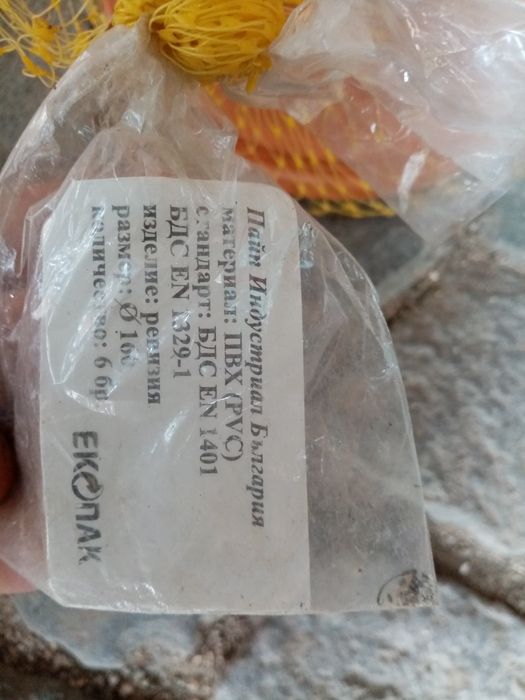 Пайп Индустриал България
материал: ПВХ (PVC)
стандарт: БДС EN 1401
БДС EN 1329-1
изделие: ревизия
размер: Ø 160
количество: 6 бр
ЕКОПАК